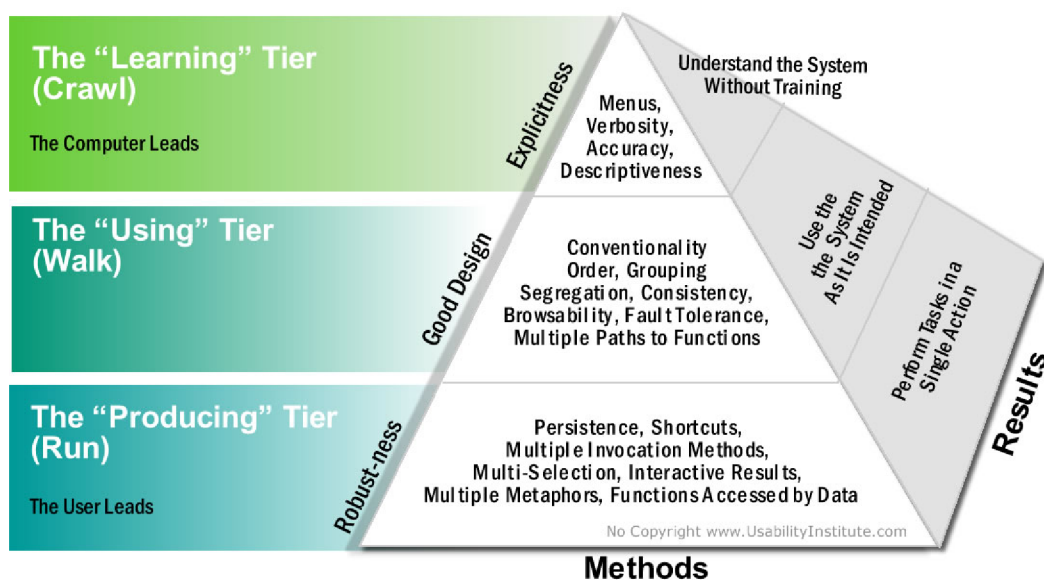 The “Learning” Tier
(Crawl)
The Computer Leads
Explicitness
Menus,
Verbosity,
Accuracy,
Descriptiveness
Understand the System
Without Training
The “Using” Tier
(Walk)
Good Design
Conventionality
Order, Grouping
Segregation, Consistency,
Browsability, Fault Tolerance,
Multiple Paths to Functions
Use the
the System
As It Is Intended
The “Producing” Tier
(Run)
The User Leads
Robust-ness
Persistence, Shortcuts,
Multiple Invocation Methods,
Multi-Selection, Interactive Results,
Multiple Metaphors, Functions Accessed by Data
Perform Tasks in a
Single Action
No Copyright www.UsabilityInstitute.com
Methods
Results